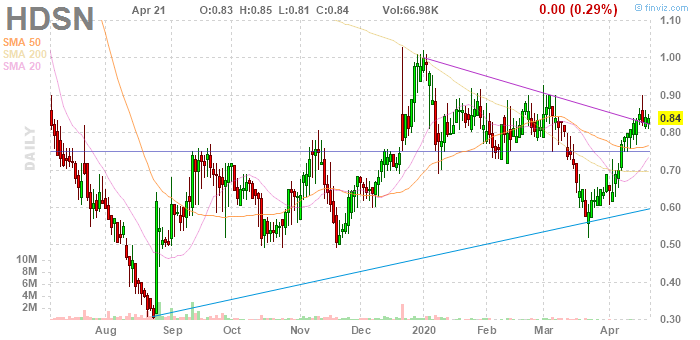 HDSN
Apr 21 O:0.83 H:0.85 L:0.81 C:0.84 Vol:66.98K 0.00 (0.29%)
© finviz.com
SMA 50
SMA 200
SMA 20
DAILY
1.10
1.00
0.90
0.84
0.80
0.70
0.60
0.50
0.40
0.30
10M
8M
6M
4M
2M
Aug Sep Oct Nov Dec 2020 Feb Mar Apr